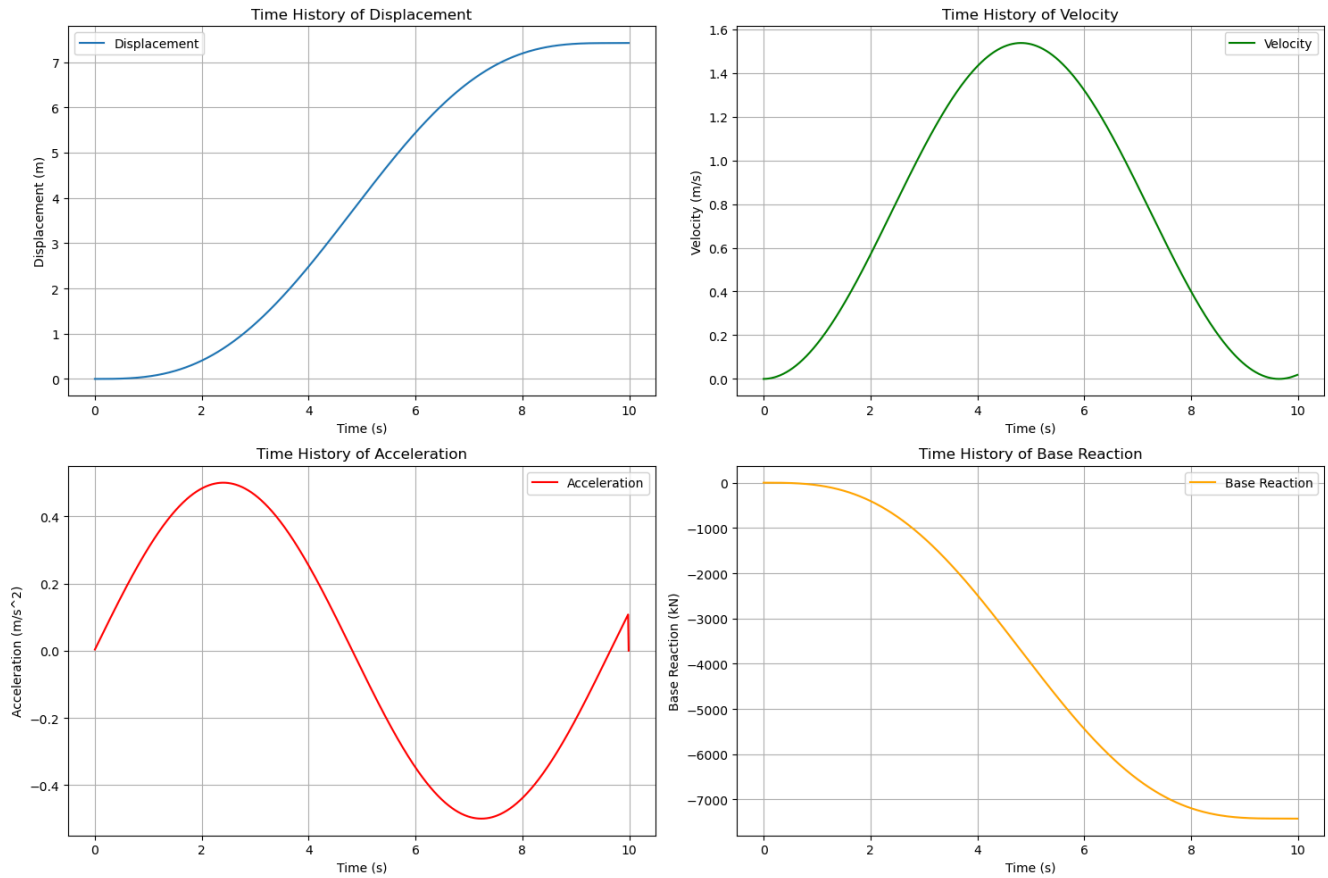 Time History of Displacement
Displacement
Displacement (m)
7
6
5
4
3
2
1
0
0 2 4 6 8 10
Time (s)
Time History of Velocity
Velocity
Velocity (m/s)
1.6
1.4
1.2
1.0
0.8
0.6
0.4
0.2
0.0
0 2 4 6 8 10
Time (s)
Time History of Acceleration
Acceleration
Acceleration (m/s^2)
0.4
0.2
0.0
−0.2
−0.4
0 2 4 6 8 10
Time (s)
Time History of Base Reaction
Base Reaction
Base Reaction (kN)
0
−1000
−2000
−3000
−4000
−5000
−6000
−7000
0 2 4 6 8 10
Time (s)